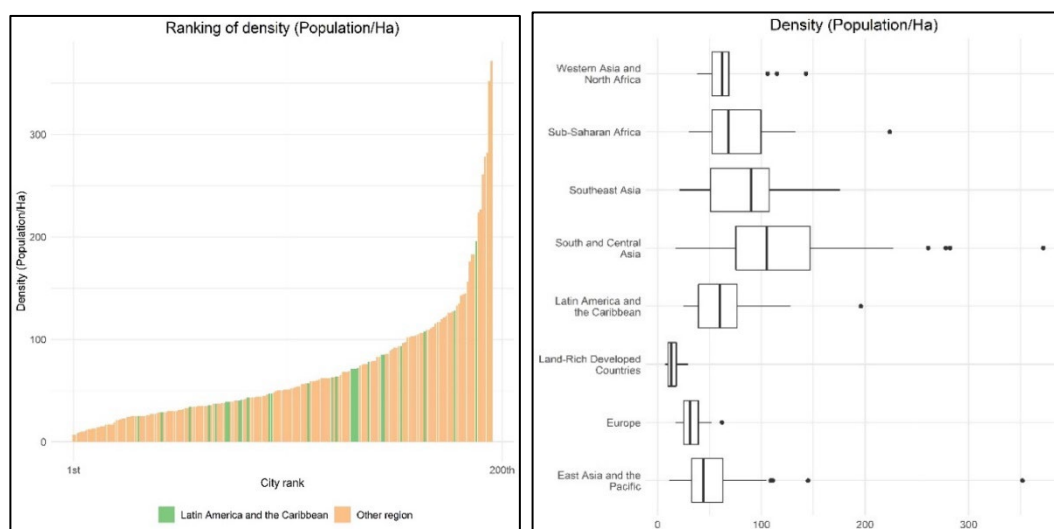 Ranking of density (Population/Ha)
Density (Population/Ha)
300
200
100
0
1st
200th
City rank
Latin America and the Caribbean
Other region
Density (Population/Ha)
Western Asia and
North Africa
Sub-Saharan Africa
Southeast Asia
South and Central
Asia
Latin America and
the Caribbean
Land-Rich Developed
Countries
Europe
East Asia and the
Pacific
0
100
200
300